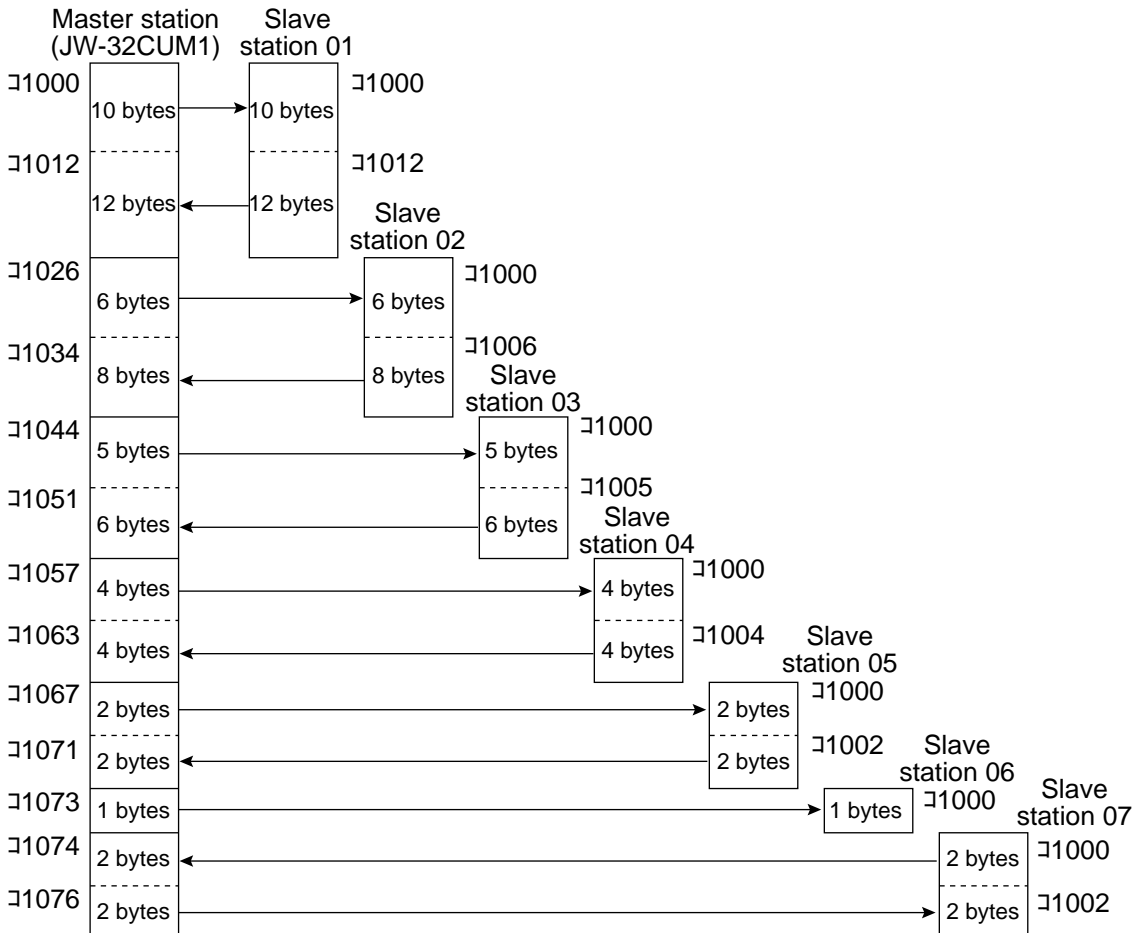 Master station
(JW-32CUM1)
Slave
station 01
コ1000
10 bytes
10 bytes
コ1000
コ1012
12 bytes
12 bytes
コ1012
Slave
station 02
コ1026
6 bytes
6 bytes
コ1000
コ1034
8 bytes
8 bytes
コ1006
Slave
station 03
コ1044
5 bytes
5 bytes
コ1000
コ1051
6 bytes
6 bytes
コ1005
Slave
station 04
コ1057
4 bytes
4 bytes
コ1000
コ1063
4 bytes
4 bytes
コ1004
Slave
station 05
コ1067
2 bytes
2 bytes
コ1000
コ1071
2 bytes
2 bytes
コ1002
Slave
station 06
コ1073
1 bytes
1 bytes
コ1000
Slave
station 07
コ1074
2 bytes
2 bytes
コ1000
コ1076
2 bytes
2 bytes
コ1002